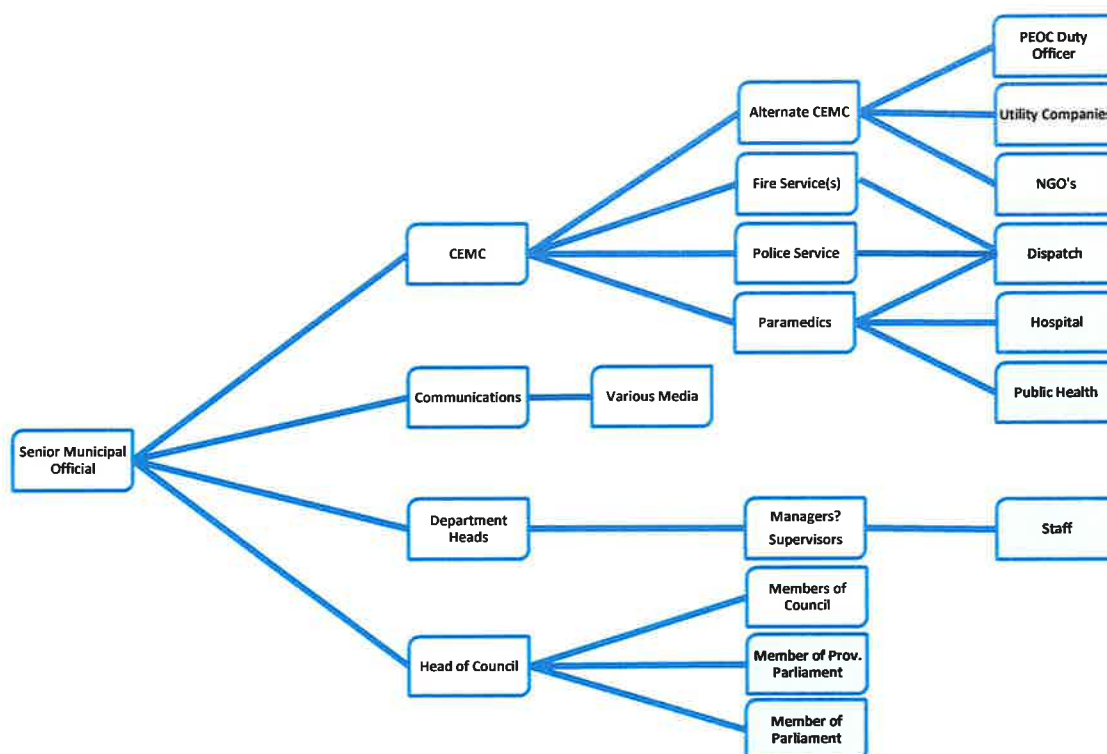 PEOC Duty
Officer
Alternate CEMC
Utility Companies
Fire Service(s)
NGO's
CEMC
Police Service
Dispatch
Paramedics
Hospital
Communications
Various Media
Public Health
Senior Municipal
Official
Department
Heads
Managers?
Supervisors
Staff
Members of
Council
Head of Council
Member of Prov.
Parliament
Member of
Parliament